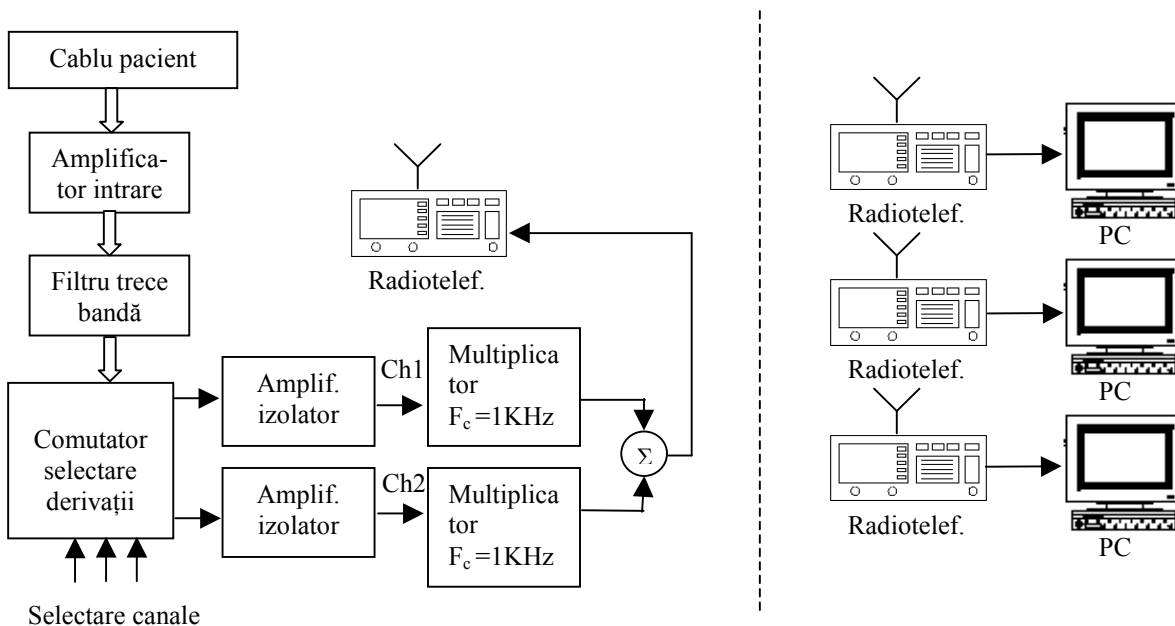 Cablu pacient
Amplifica-
tor intrare
Filtru trece
bandă
Comutator
selectare
derivații
Selectare canale
Amplif.
izolator
Ch1
Multiplica
tor
Fc=1KHz
Amplif.
izolator
Ch2
Multiplica
tor
Fc=1KHz
Σ
Radiotelef.
Radiotelef.
PC
Radiotelef.
PC
Radiotelef.
PC